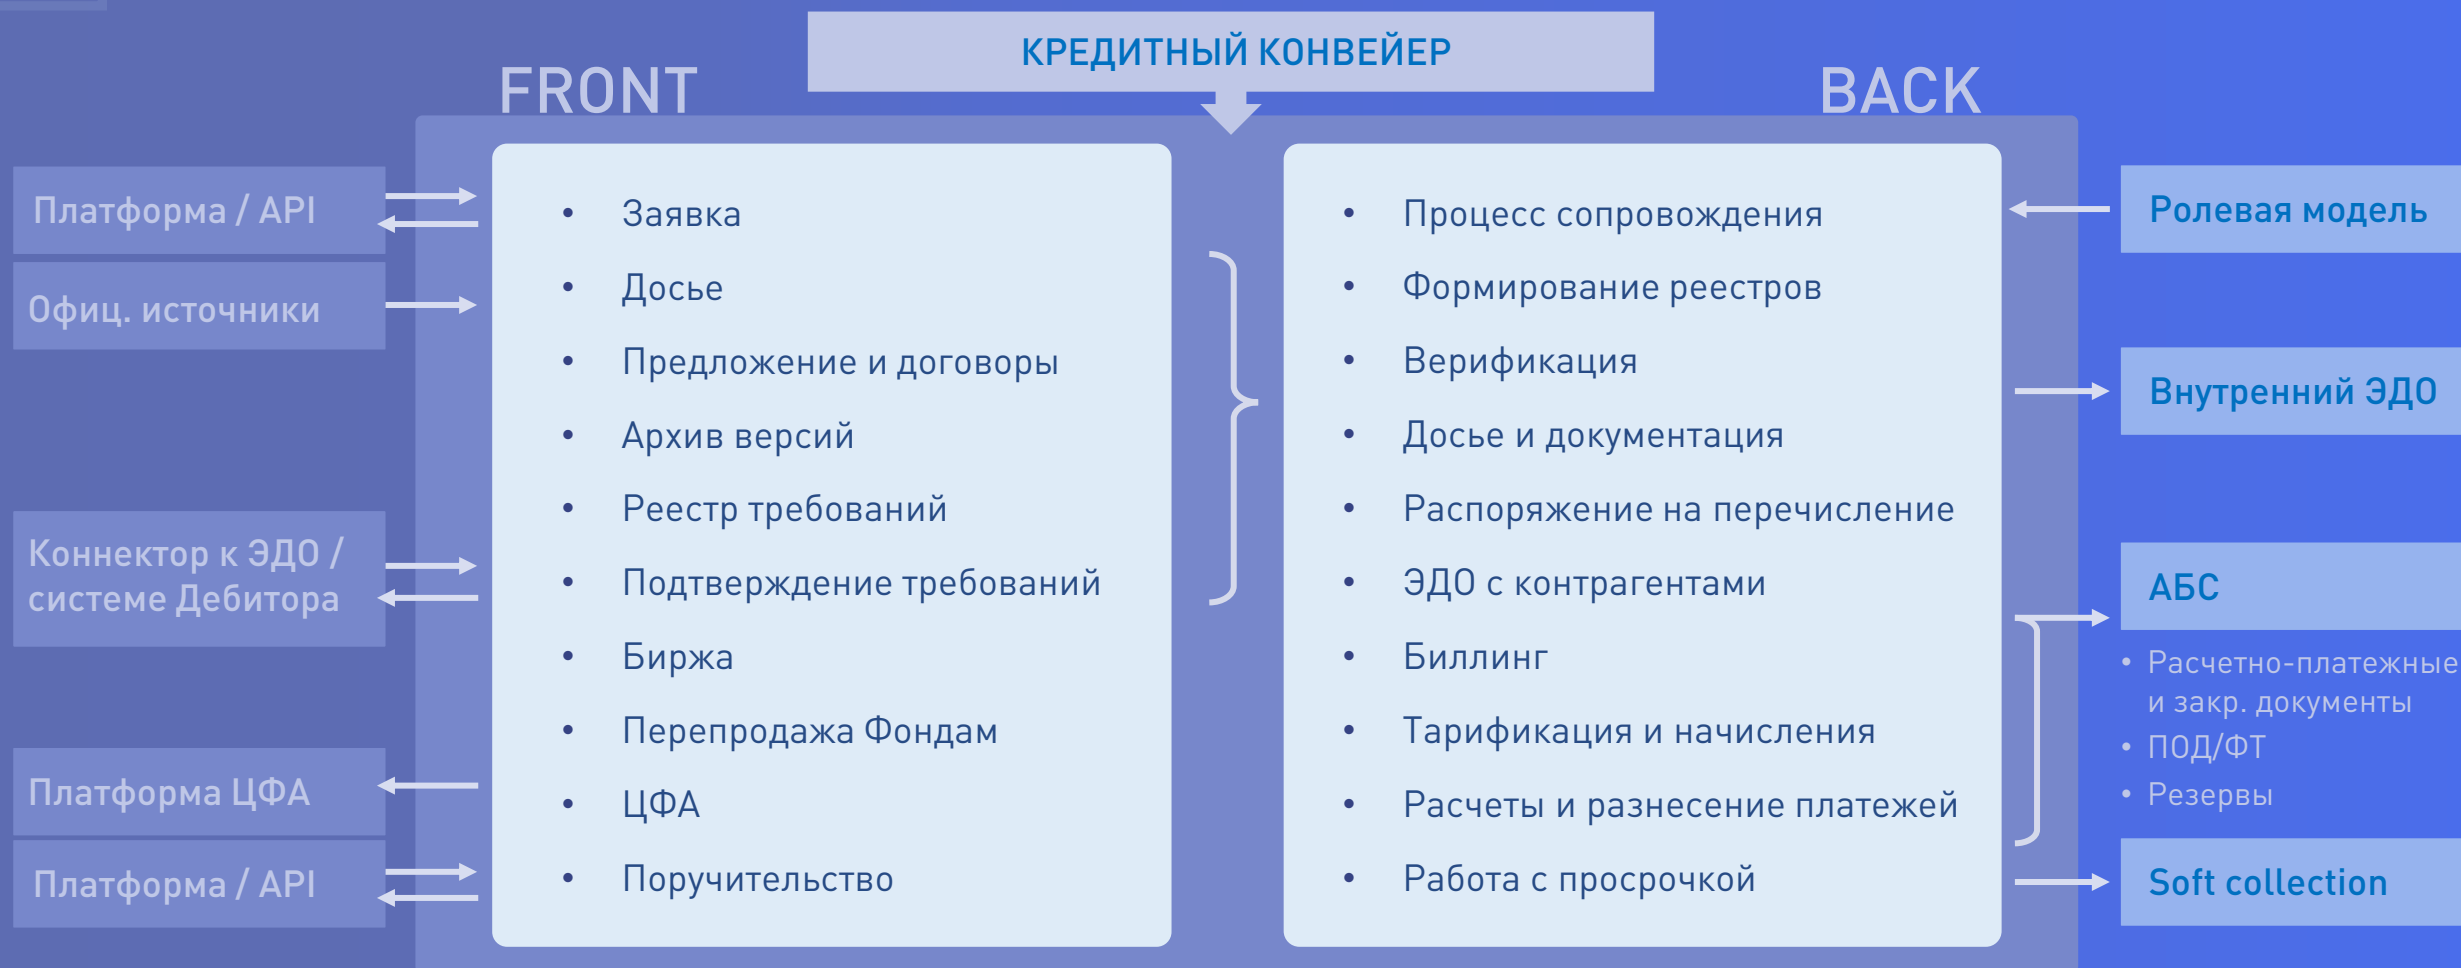 КРЕДИТНЫЙ КОНВЕЙЕР
FRONT
BACK
Платформа / API
Офиц. источники
Коннектор к ЭДО /
системе Дебитора
Платформа ЦФА
Платформа / API
• Заявка
• Досье
• Предложение и договоры
• Архив версий
• Реестр требований
• Подтверждение требований
• Биржа
• Перепродажа Фондам
• ЦФА
• Поручительство
• Процесс сопровождения
• Формирование реестров
• Верификация
• Досье и документация
• Распоряжение на перечисление
• ЭДО с контрагентами
• Биллинг
• Тарификация и начисления
• Расчеты и разнесение платежей
• Работа с просрочкой
Ролевая модель
Внутренний ЭДО
АБС
• Расчетно-платежные
и закр. документы
• ПОД/ФТ
• Резервы
Soft collection